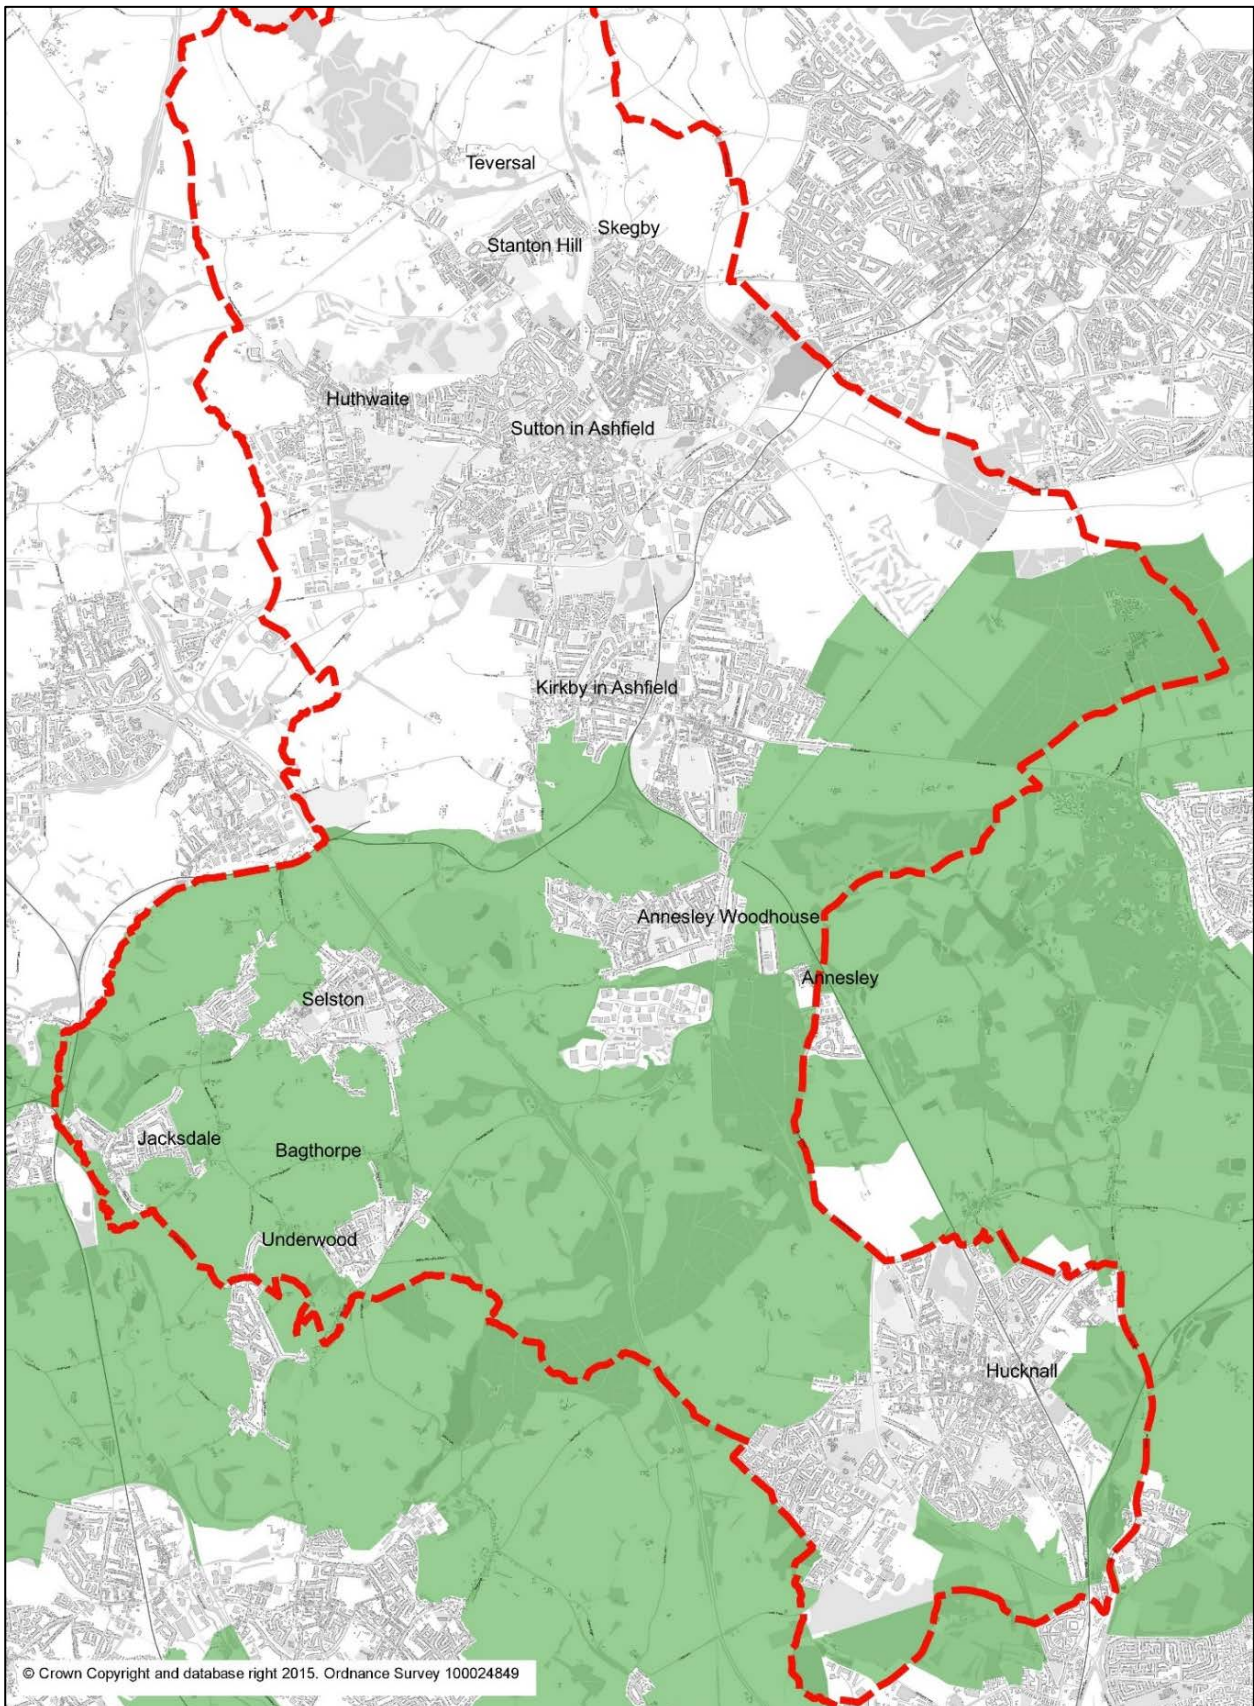 Teversal
Skegby
Stanton Hill
Huthwaite
Sutton in Ashfield
Kirkby in Ashfield
Annesley Woodhouse
Annesley
Selston
Jacksdale
Bagthorpe
Underwood
Hucknall
© Crown Copyright and database right 2015. Ordnance Survey 100024849